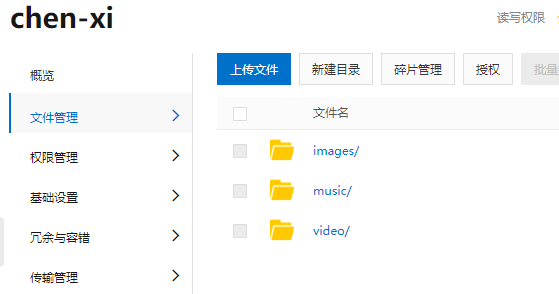 chen-xi
读写权限
概览
文件管理
权限管理
基础设置
冗余与容错
传输管理
上传文件 新建目录 碎片管理 授权 批量
文件名
images/
music/
video/